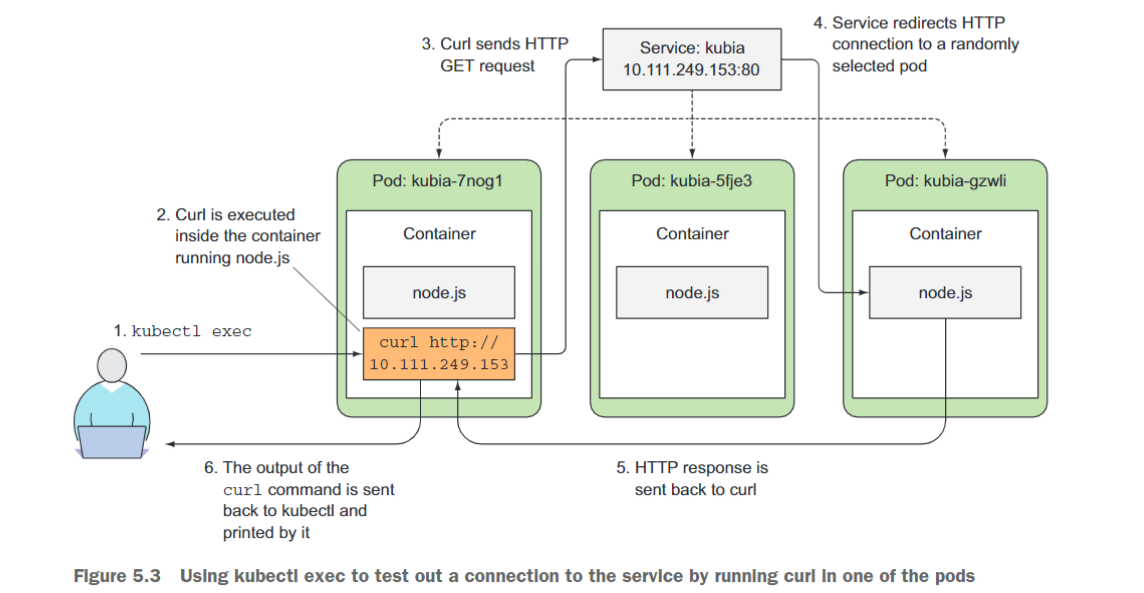 3. Curl sends HTTP
GET request
Service: kubia
10.111.249.153:80
4. Service redirects HTTP
connection to a randomly
selected pod
Pod: kubia-7nog1
Pod: kubia-5fje3
Pod: kubia-gzwli
2. Curl is executed
inside the container
running node.js
Container
Container
Container
node.js
node.js
node.js
1. kubectl exec
curl http://
10.111.249.153
6. The output of the
curl command is sent
back to kubectl and
printed by it
5. HTTP response is
sent back to curl
Figure 5.3 Using kubectl exec to test out a connection to the service by running curl in one of the pods